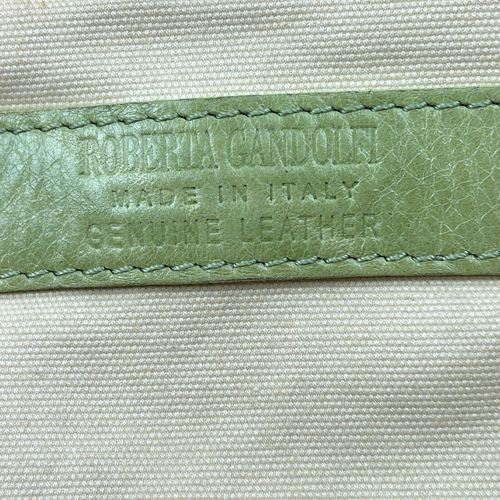 ROBERTA GANDOLFI
MADE IN ITALY
GENUINE LEATHER